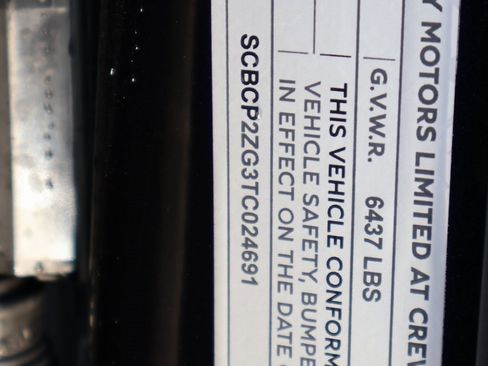 Y MOTORS LIMITED AT CREW
G.V.W.R. 6437 LBS
THIS VEHICLE CONFORM
VEHICLE SAFETY, BUMPE
IN EFFECT ON THE DATE
SCBCP2ZG3TC024691